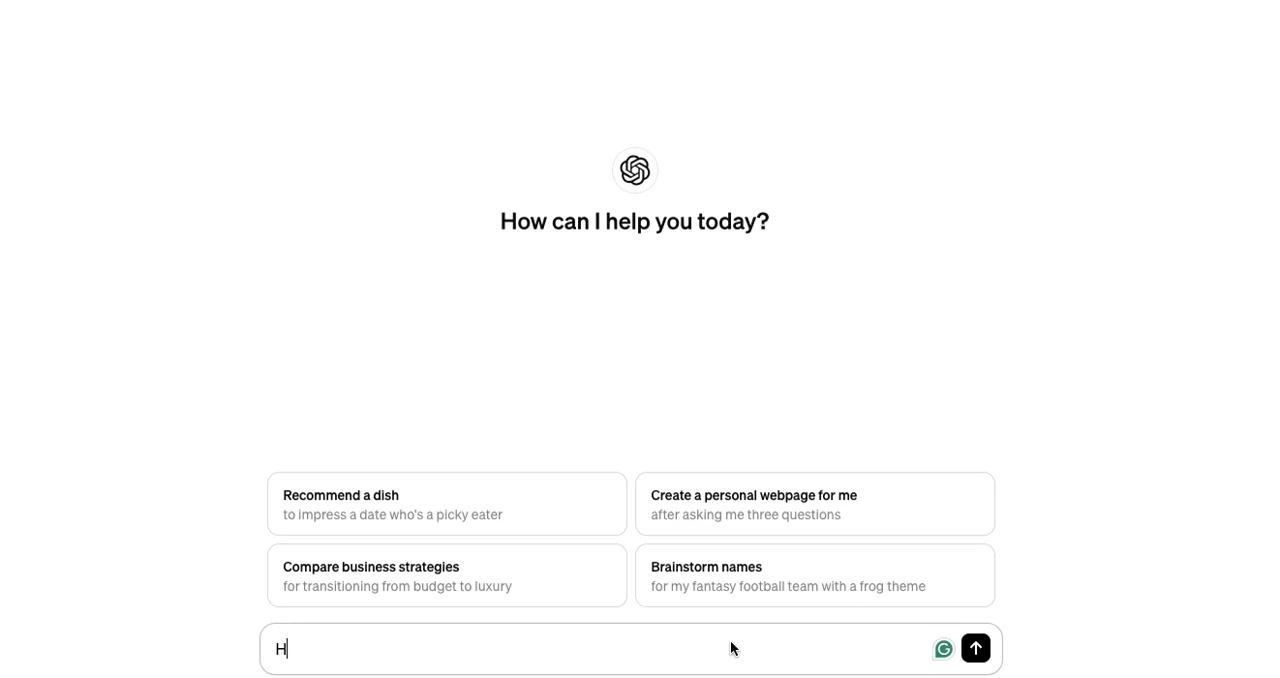 How can I help you today?
Recommend a dish
to impress a date who's a picky eater
Create a personal webpage for me
after asking me three questions
Compare business strategies
for transitioning from budget to luxury
Brainstorm names
for my fantasy football team with a frog theme
H